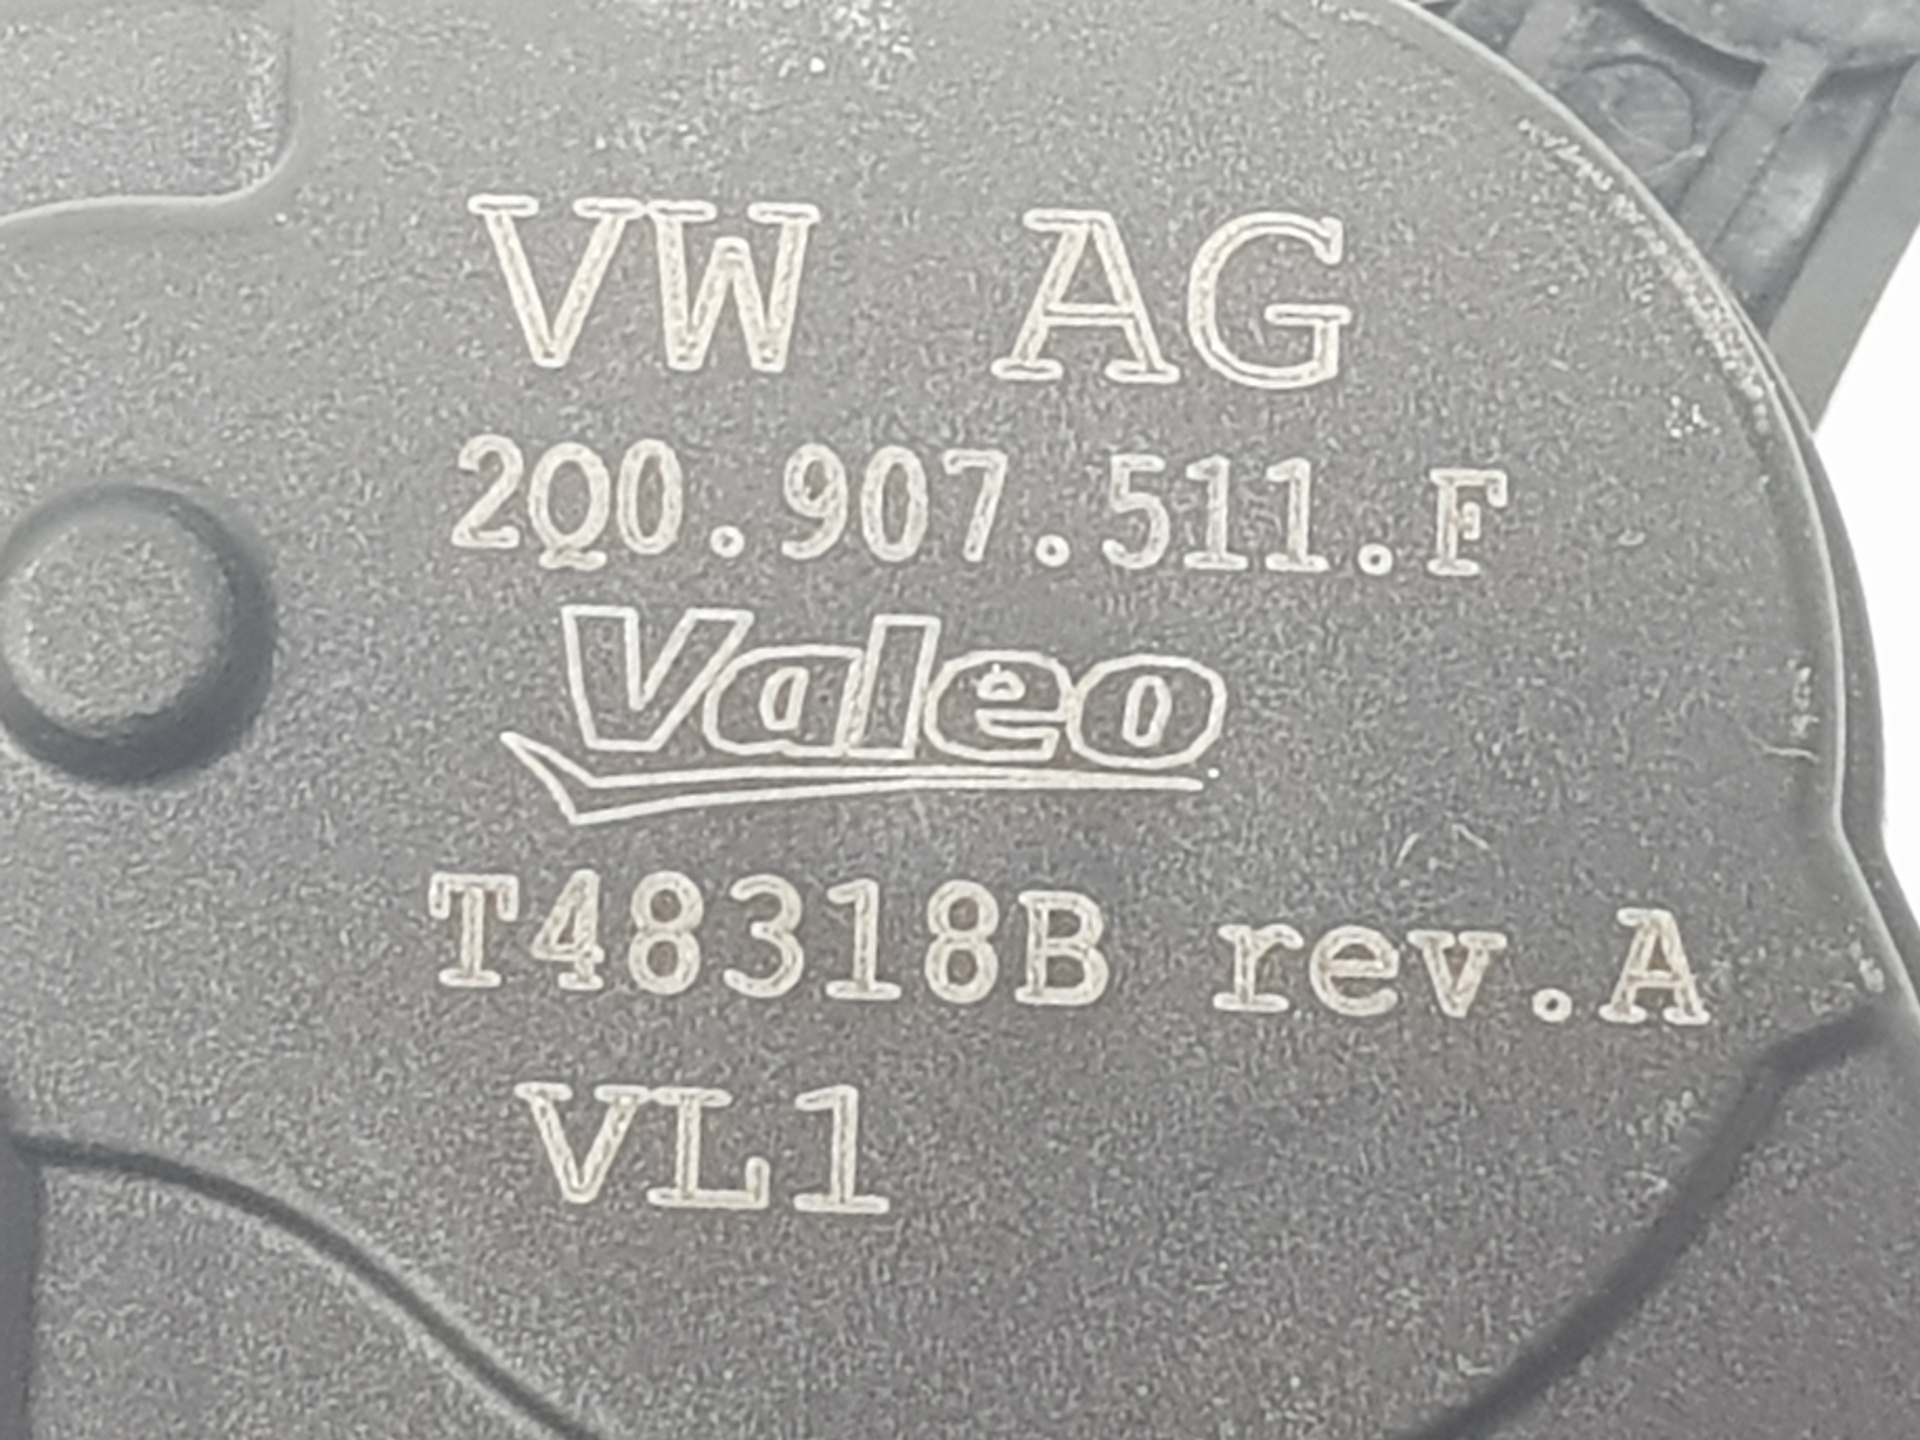 VW AG
2Q0.907.511.F
Valeo
T48318B rev.A
VL1